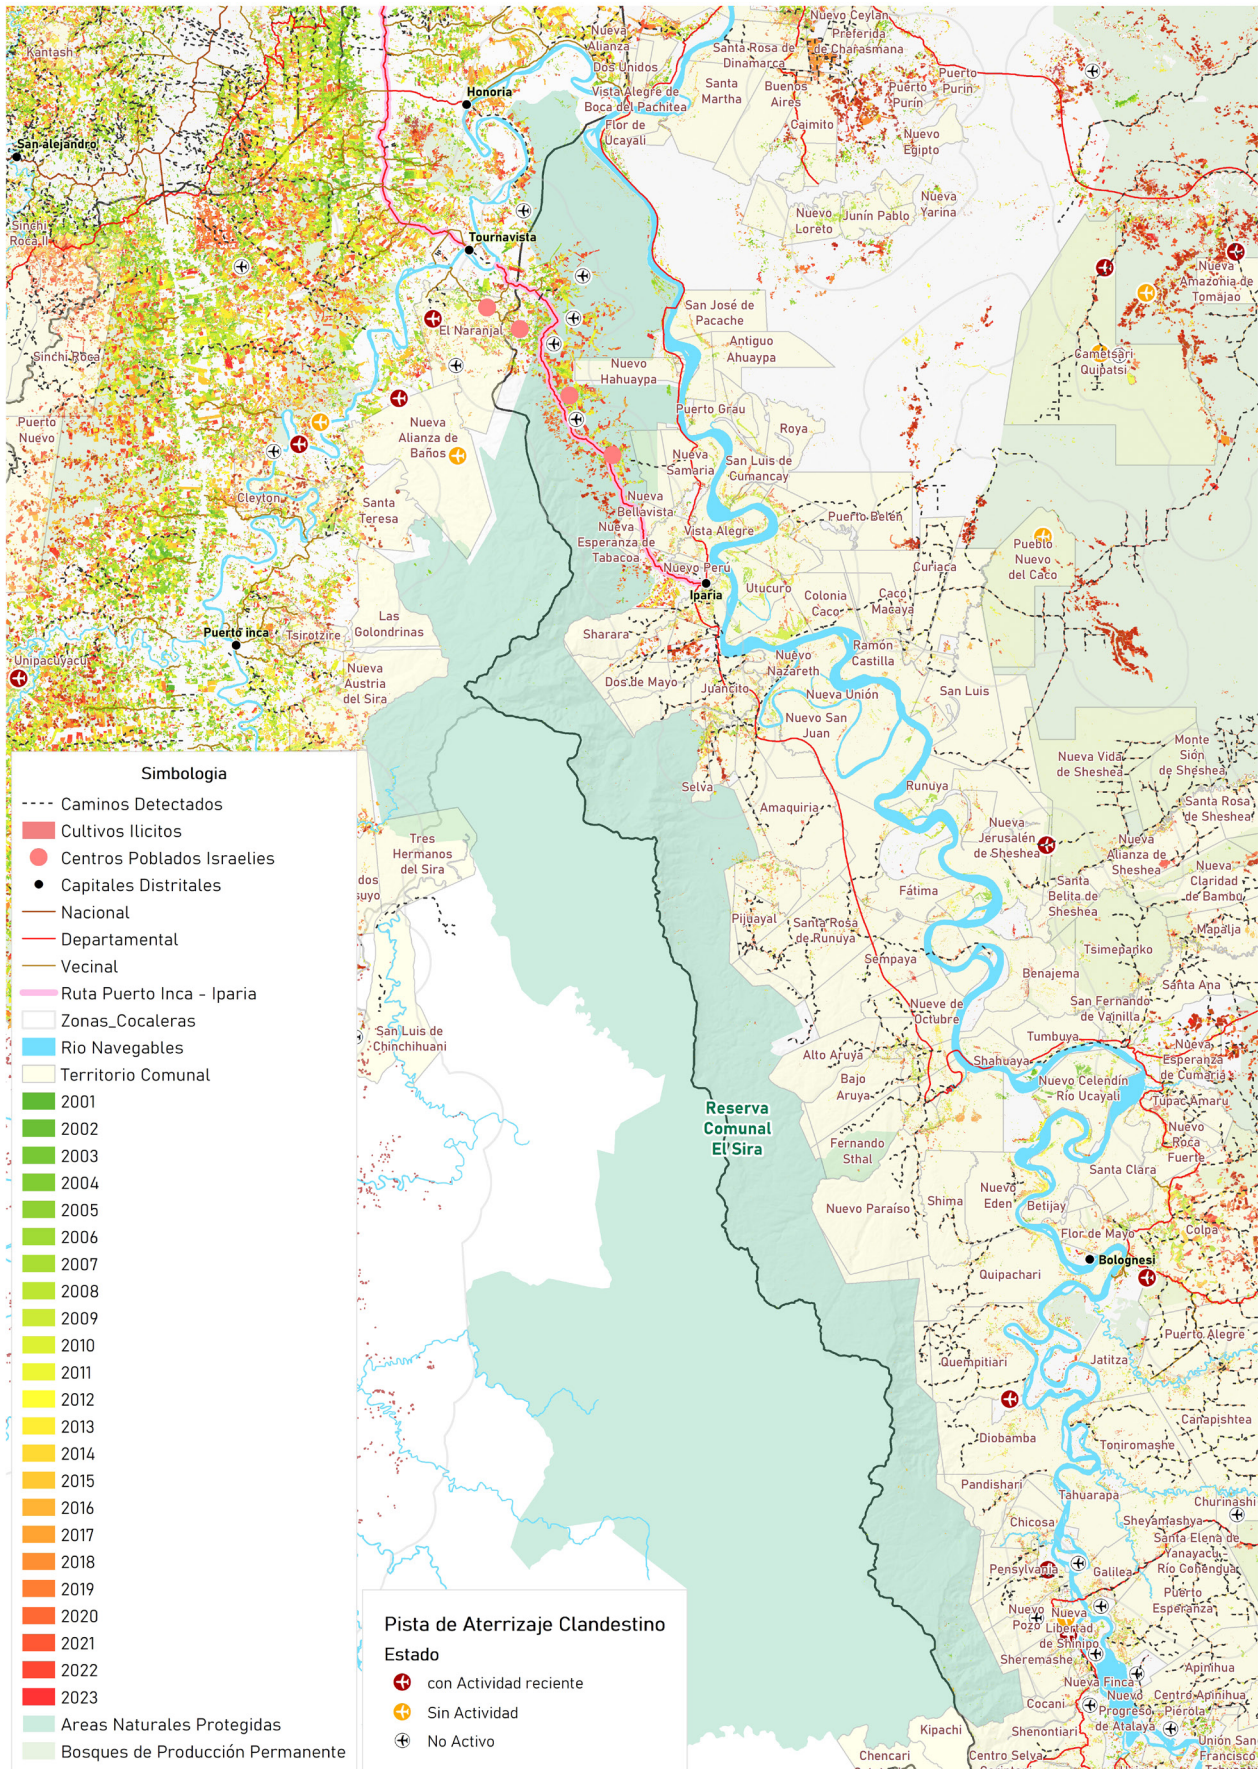 Kantash
Nueva
Alianza
Dos Unidos
Vista Alegre de
Boca del Pachitea
Flor de
Ucayali
Santa Rosa de
Dinamarca
Santa
Martha
Buenos
Aires
Caimito
Nuevo Ceylan
Preferida
de Charasmana
Puerto
Purin
Puerto
Purín
Nuevo
Egipto
Honoria
San alejandro
Sinchi
Roca II
Tournavista
Nuevo
Loreto
Junín Pablo
Nueva
Yarina
Nueva
Amazonia de
Tomajao
El Naranjal
San José de
Pacache
Antiguo
Ahuaypa
Cametsari
Quipatsi
Sinchi Roca
Nuevo
Hahuaypa
Puerto
Nuevo
Nueva
Alianza de
Baños
Puerto Grau
Roya
Nueva
Samaria
San Luis de
Cumancay
Cleyton
Santa
Teresa
Nueva
Bellavista
Nueva
Esperanza de
Tabacoa
Vista Alegre
Puerto Belén
Nuevo Perú
Iparia
Utucuro
Colonia
Caco
Caco
Macaya
Curiaca
Pueblo
Nuevo
del Caco
Las
Golondrinas
Puerto inca
Tsirotzire
Sharara
Unipacuyacu
Nueva
Austria
del Sira
Dos de Mayo
Juancito
Nuevo
Nazareth
Ramón
Castilla
Nueva Unión
San Luis
Nuevo San
Juan
Selva
Amaquiria
Runuya
Nueva Vida
de Sheshea
Monte
Sión
de Sheshea
Santa Rosa
de Sheshea
Nueva
Jerusalén
de Sheshea
Nueva
Alianza de
Sheshea
Nueva
Claridad
de Bambú
Tres
Hermanos
del Sira
dos
suyo
Fátima
Santa
Belita de
Sheshea
Pijuayal
Santa Rosa
de Runuya
Mapalja
Tsimepanko
Sempaya
Benajema
Santa Ana
San Luis de
Chinchihuani
Nueve de
Octubre
San Fernando
de Vainilla
Tumbuya
Alto Aruya
Shahuaya
Nueva
Esperanza
de Cumaria
Bajo
Aruya
Nuevo Celendín
Río Ucayali
Tupac Amaru
Reserva
Comunal
El Sira
Fernando
Sthal
Nuevo
Roca
Fuerte
Santa Clara
Nuevo Paraíso
Shima
Nuevo
Eden
Betijay
Flor de Mayo
Colpa
Bolognesi
Quipachari
Puerto Alegre
Quempitiari
Jatitza
Canapishtea
Diobamba
Toniromashe
Pandishari
Tahuarapa
Churinashi
Chicosa
Sheyamashya
Santa Elena de
Yanayacu
Río Cohengua
Pensylvania
Galilea
Puerto
Esperanza
Nuevo
Pozo
Nueva
Libertad
de Shinipo
Sheremashe
Apinihua
Nueva Finca
Cocani
Nuevo
Progreso
de Atalaya
Centro Apinihua
Pierola
Kipachi
Shenontiari
Unión San
Francisco
Chencari
Centro Selva
Simbologia
Caminos Detectados
Cultivos Ilicitos
Centros Poblados Israelies
Capitales Distritales
Nacional
Departamental
Vecinal
Ruta Puerto Inca - Iparia
Zonas_Cocaleras
Rio Navegables
Territorio Comunal
2001
2002
2003
2004
2005
2006
2007
2008
2009
2010
2011
2012
2013
2014
2015
2016
2017
2018
2019
2020
2021
2022
2023
Areas Naturales Protegidas
Bosques de Producción Permanente
Pista de Aterrizaje Clandestino
Estado
con Actividad reciente
Sin Actividad
No Activo